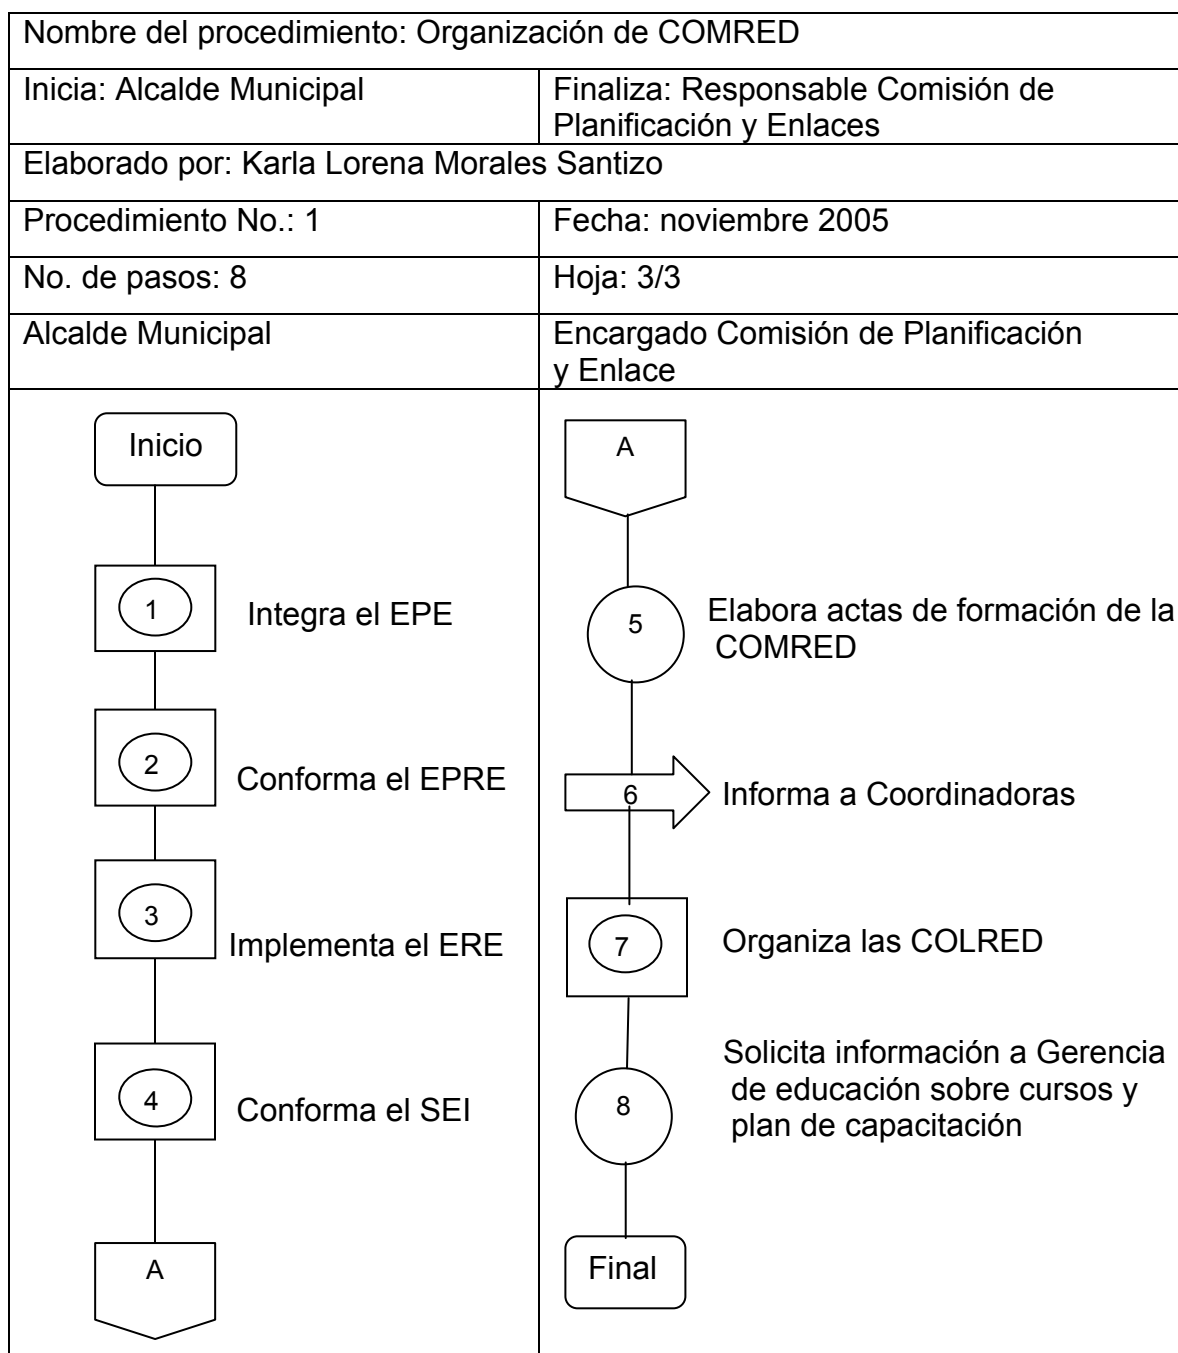 Nombre del procedimiento: Organización de COMRED
Inicia: Alcalde Municipal
Finaliza: Responsable Comisión de
Planificación y Enlaces
Elaborado por: Karla Lorena Morales Santizo
Procedimiento No.: 1
Fecha: noviembre 2005
No. de pasos: 8
Hoja: 3/3
Alcalde Municipal
Encargado Comisión de Planificación
y Enlace
Inicio
1
Integra el EPE
2
Conforma el EPRE
3
Implementa el ERE
4
Conforma el SEI
A
A
5
Elabora actas de formación de la
COMRED
6
Informa a Coordinadoras
7
Organiza las COLRED
8
Solicita información a Gerencia
de educación sobre cursos y
plan de capacitación
Final